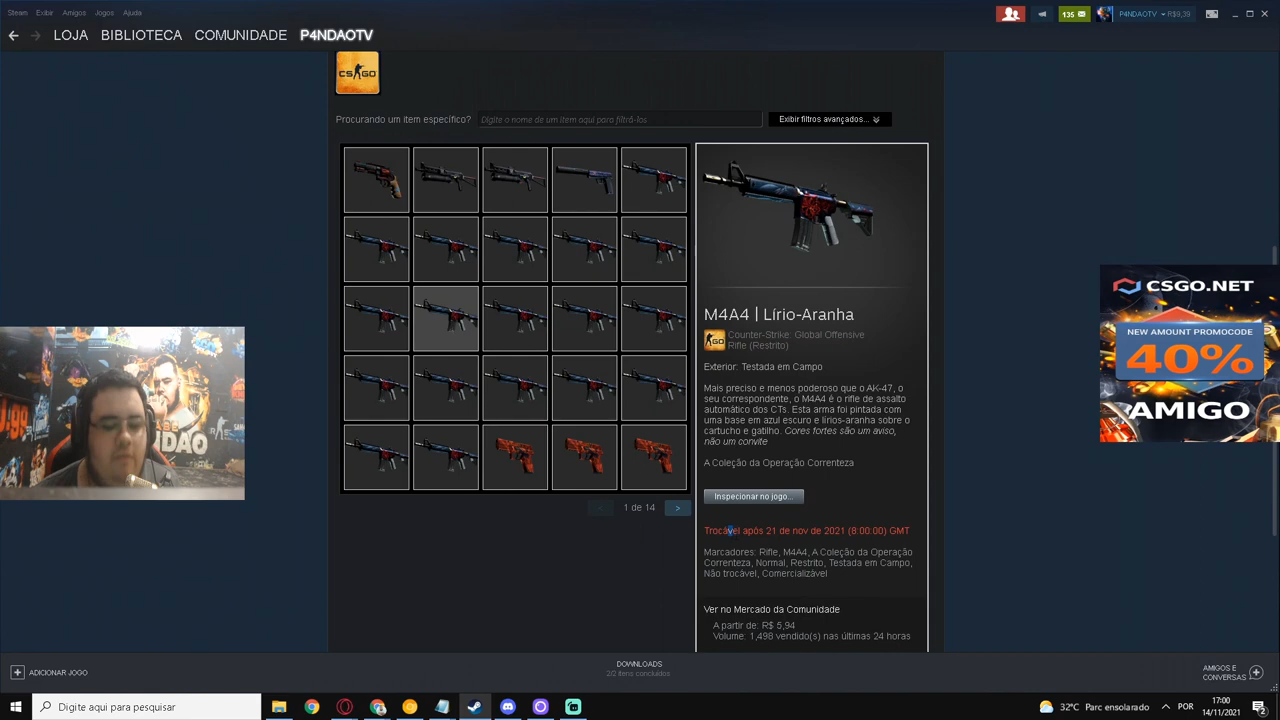 Steam Exibir Amigos Jogos Ajuda
135 P4NDAOTV R$9,39
LOJA BIBLIOTECA COMUNIDADE P4NDAOTV
CS GO
Procurando um item específico? Digite o nome de um item aqui para filtrá-los Exibir filtros avançados...
M4A4 | Lírio-Aranha
Counter-Strike: Global Offensive
Rifle (Restrito)
Exterior: Testada em Campo
Mais preciso e menos poderoso que o AK-47, o
seu correspondente, o M4A4 é o rifle de assalto
automático dos CTs. Esta arma foi pintada com
uma base em azul escuro e lírios-aranha sobre o
cartucho e gatilho. Cores fortes são um aviso,
não um convite
A Coleção da Operação Correnteza
Inspecionar no jogo...
Trocável após 21 de nov de 2021 (8:00:00) GMT
Marcadores: Rifle, M4A4, A Coleção da Operação
Correnteza, Normal, Restrito, Testada em Campo,
Não trocável, Comercializável
Ver no Mercado da Comunidade
A partir de: R$ 5,94
Volume: 1,498 vendido(s) nas últimas 24 horas
< 1 de 14 >
CSGO.NET
NEW AMOUNT PROMOCODE
40%
AMIGO
ADICIONAR JOGO
DOWNLOADS
2/2 itens concluídos
AMIGOS E
CONVERSAS
Digite aqui para pesquisar
32°C Parc ensolarado
POR
17:00
14/11/2021